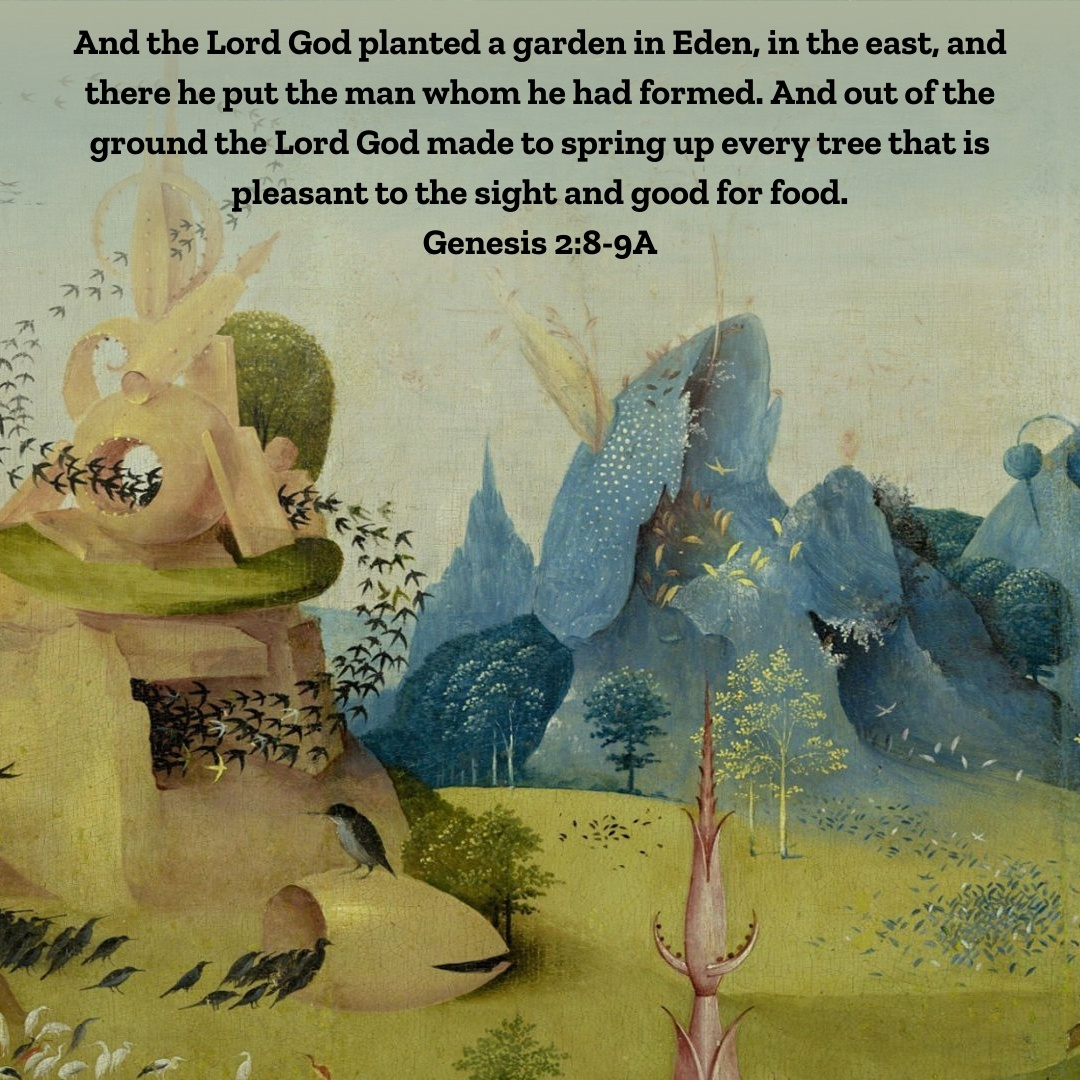 And the Lord God planted a garden in Eden, in the east, and
there he put the man whom he had formed. And out of the
ground the Lord God made to spring up every tree that is
pleasant to the sight and good for food.
Genesis 2:8-9A